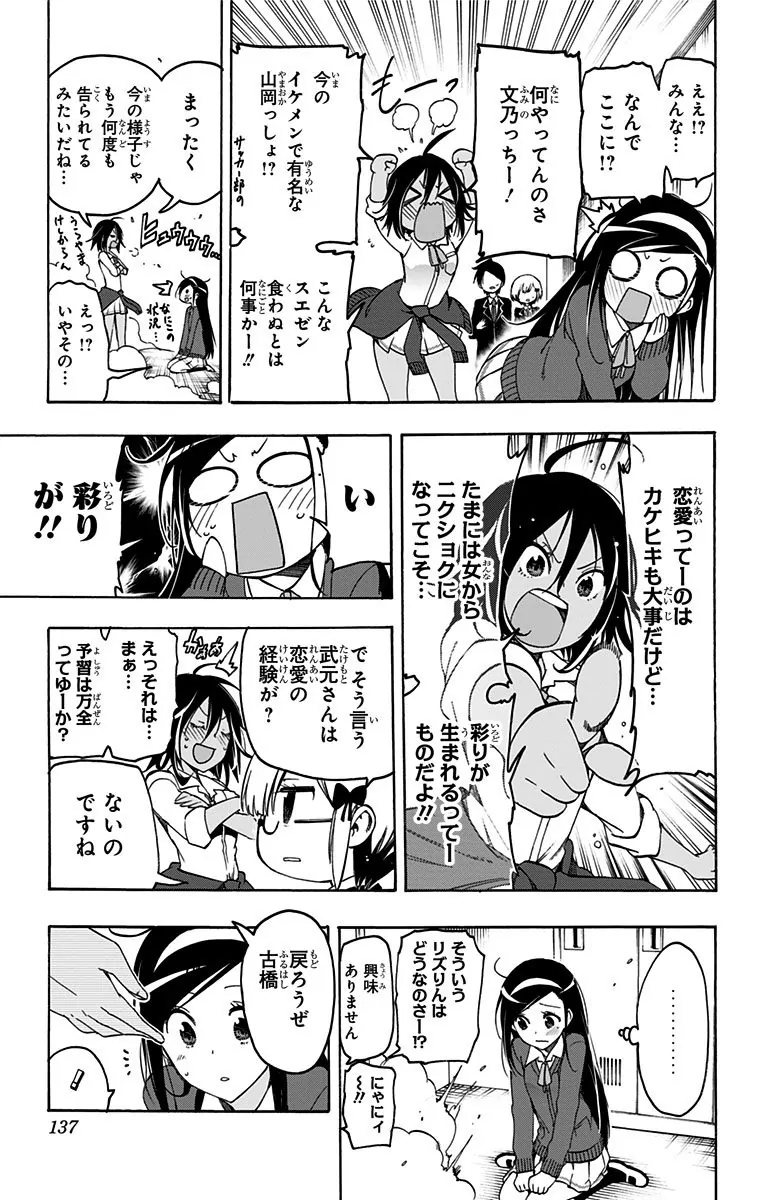 ええ!?
みんな…
なんで
ここに!?
何やってんのさ
文乃っちー!
もーっ
今の
イケメンで有名な
山岡っしょ!?
サッカー部の
こんな
スエゼン
食わぬとは
何事かー!!
まったく
今の様子じゃ
もう何度も
告られてる
みたいだね…
うらやま
けしからん
ヒュウウウ…
なにこの
状況…
えっ!?
いやその…
恋愛ってーのは
カケヒキも大事だけど…
たまには女から
ニクショクに
なってこそ…
彩りが
生まれるってー
ものだよ!!
い
彩り
が!!
で そう言う
武元さんは
恋愛の
経験が?
えっそれは…
まぁ…
予習は万全
ってゆーか?
ないの
ですね
………
そういう
リズりんは
どうなのさー!?
興味
ありません
にゃにィ
〜!!
戻ろうぜ
古橋
!
137